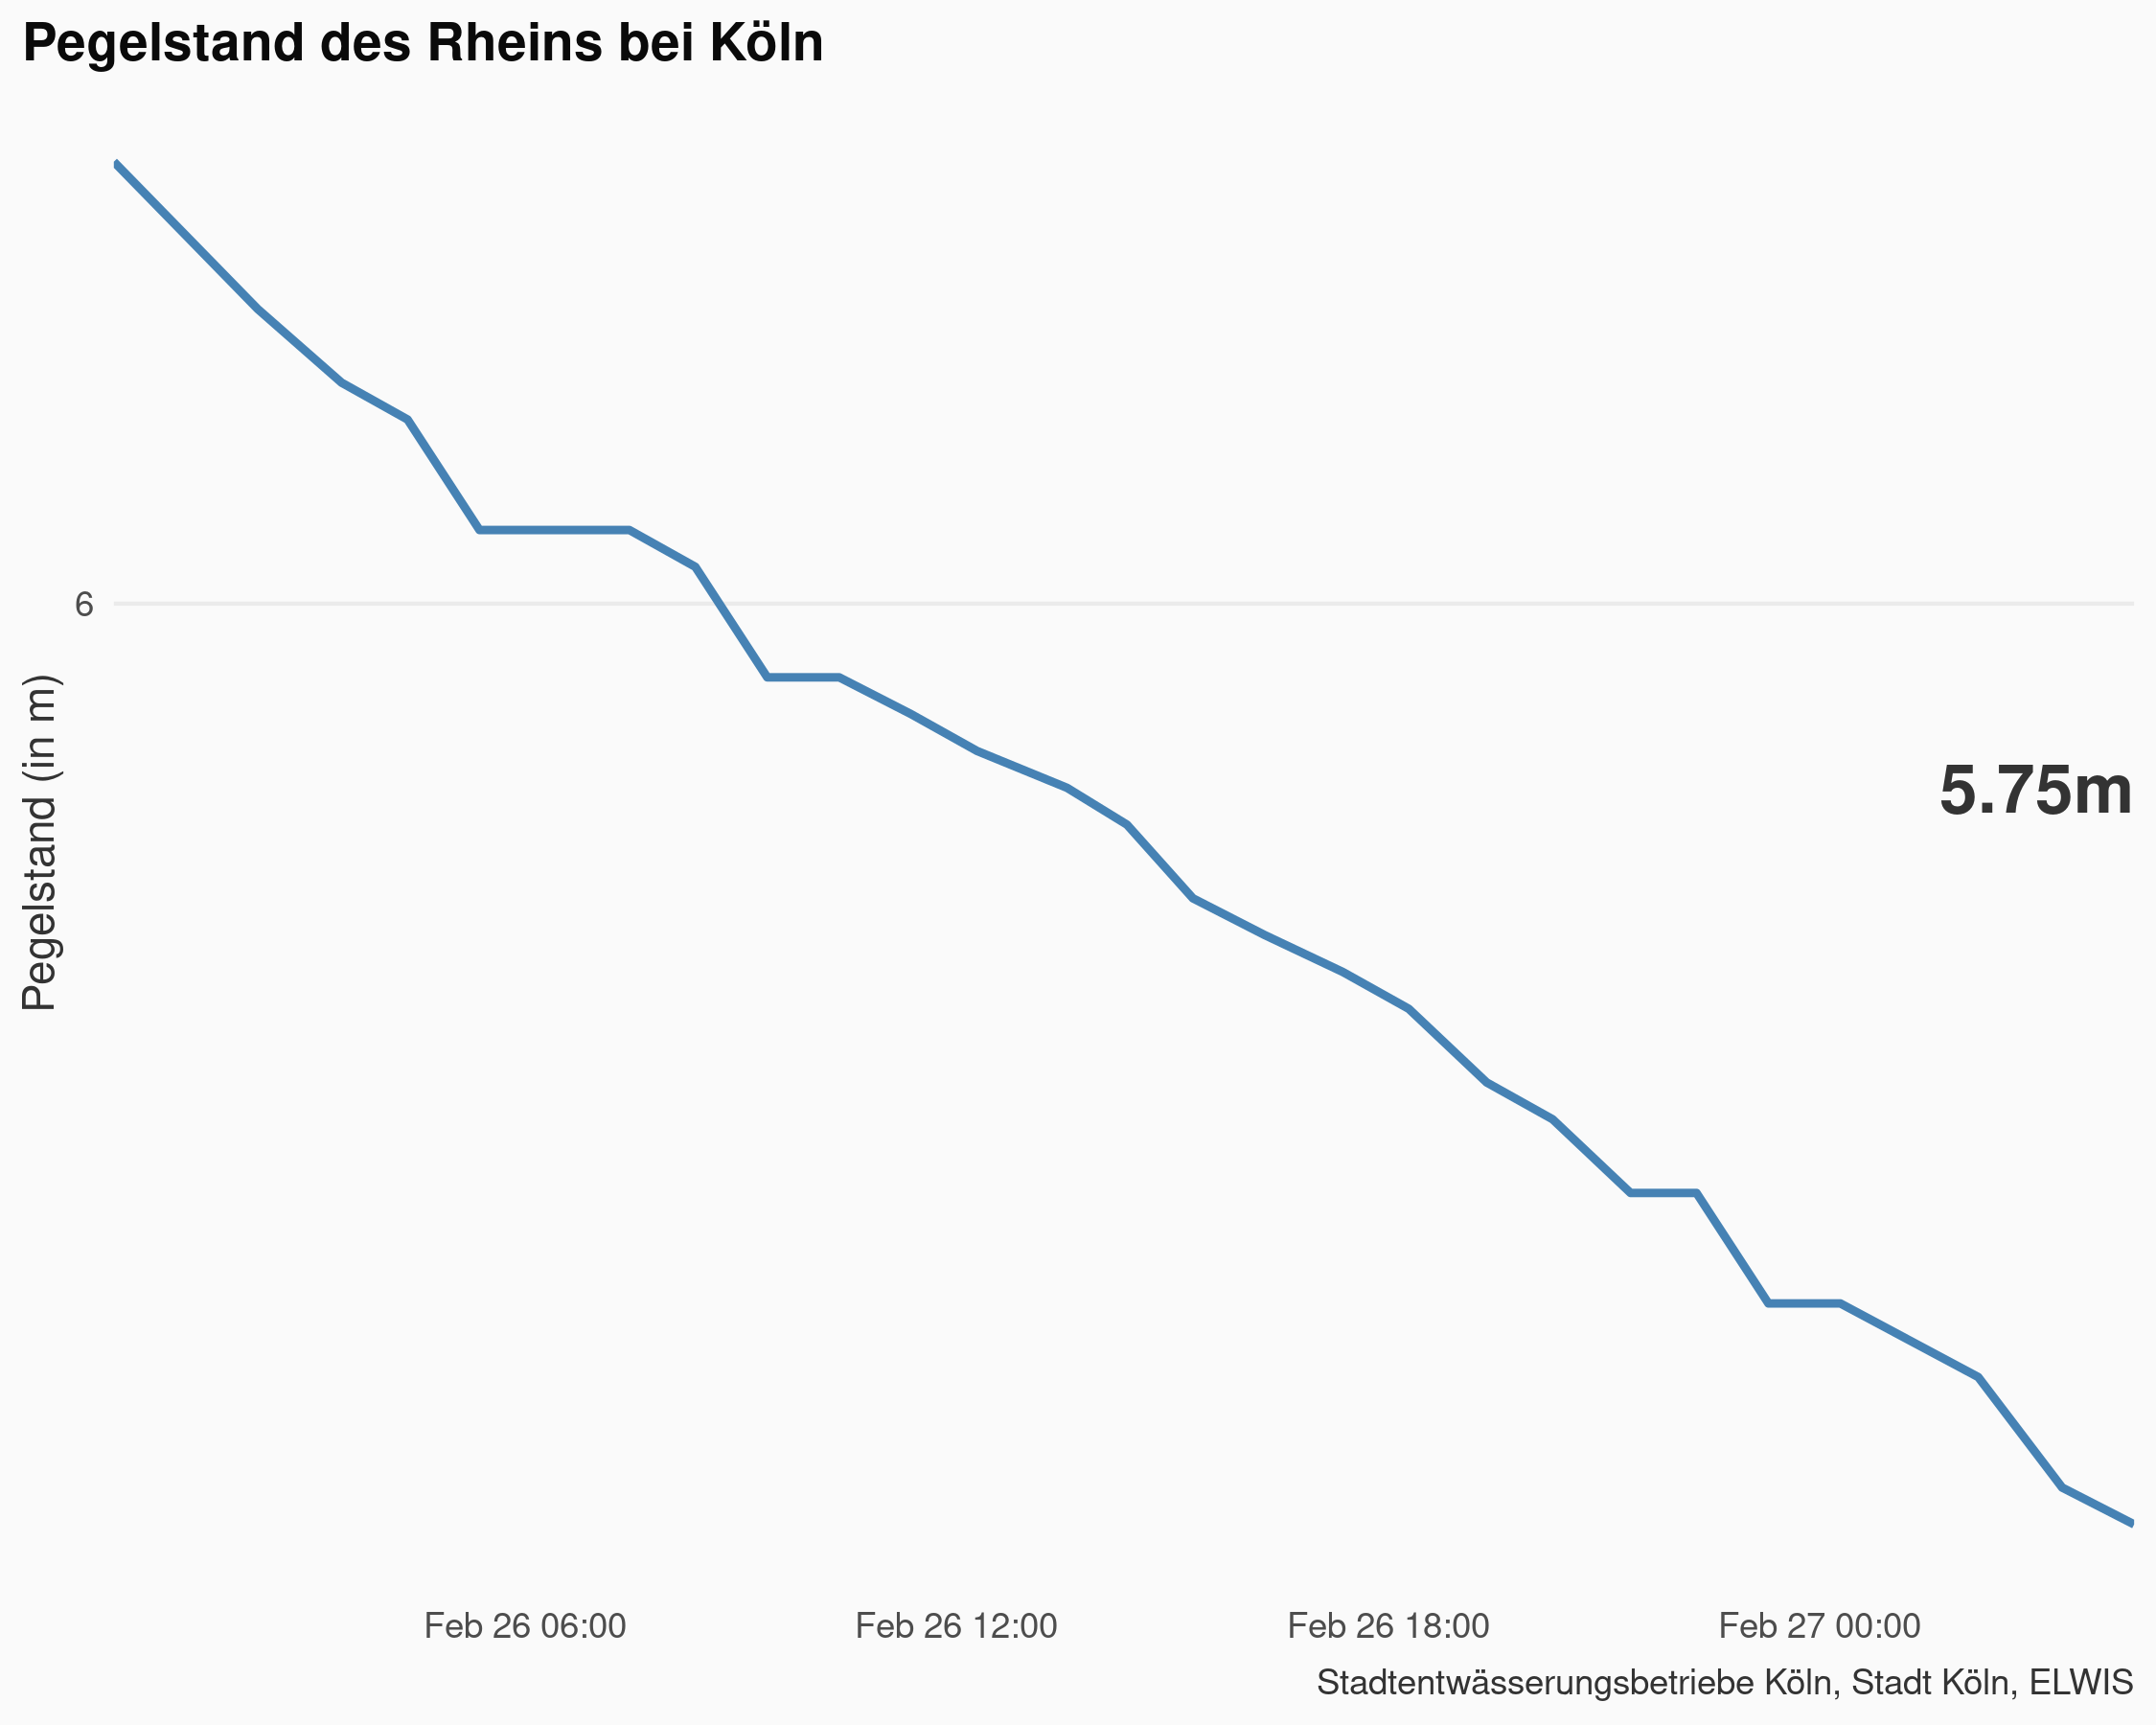 Pegelstand des Rheins bei Köln
6
Pegelstand (in m)
5.75m
Feb 26 06:00
Feb 26 12:00
Feb 26 18:00
Feb 27 00:00
Stadtentwässerungsbetriebe Köln, Stadt Köln, ELWIS